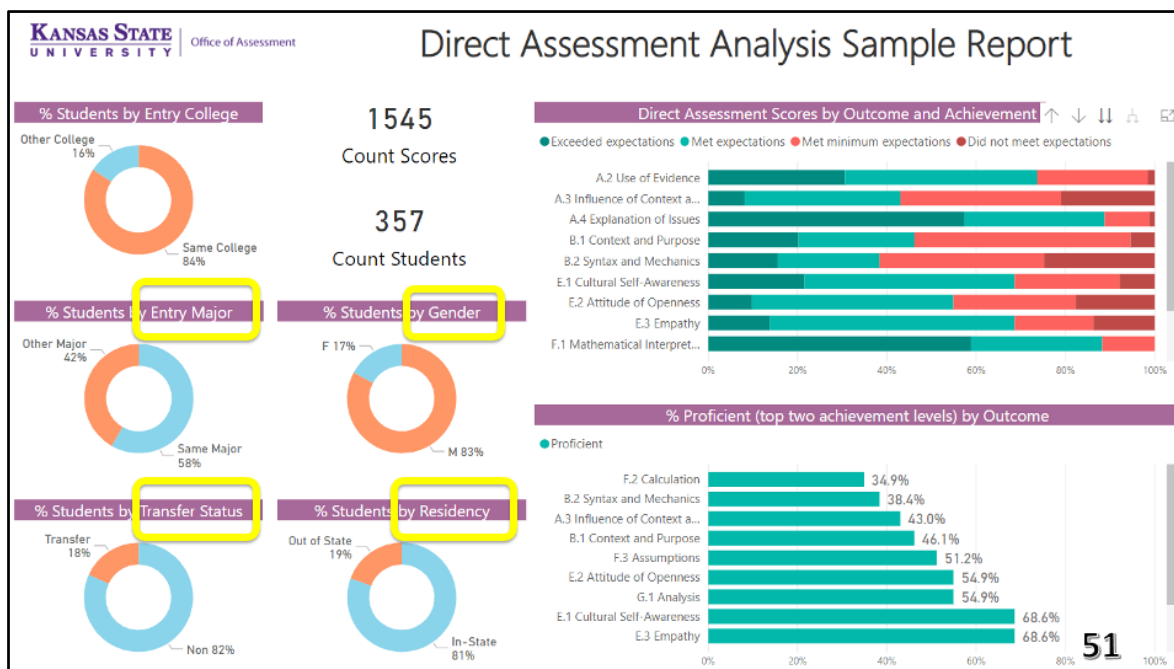 KANSAS STATE
UNIVERSITY
Office of Assessment
Direct Assessment Analysis Sample Report
% Students by Entry College
Other College
16%
Same College
84%
1545
Count Scores
357
Count Students
% Students by Entry Major
Other Major
42%
Same Major
58%
% Students by Gender
F 17%
M 83%
% Students by Transfer Status
Transfer
18%
Non 82%
% Students by Residency
Out of State
19%
In-State
81%
Direct Assessment Scores by Outcome and Achievement
Exceeded expectations Met expectations Met minimum expectations Did not meet expectations
A.2 Use of Evidence
A.3 Influence of Context a...
A.4 Explanation of Issues
B.1 Context and Purpose
B.2 Syntax and Mechanics
E.1 Cultural Self-Awareness
E.2 Attitude of Openness
E.3 Empathy
F.1 Mathematical Interpret...
0% 20% 40% 60% 80% 100%
% Proficient (top two achievement levels) by Outcome
Proficient
F.2 Calculation 34.9%
B.2 Syntax and Mechanics 38.4%
A.3 Influence of Context a... 43.0%
B.1 Context and Purpose 46.1%
F.3 Assumptions 51.2%
E.2 Attitude of Openness 54.9%
G.1 Analysis 54.9%
E.1 Cultural Self-Awareness 68.6%
E.3 Empathy 68.6%
0% 20% 40% 60% 80% 100%
51